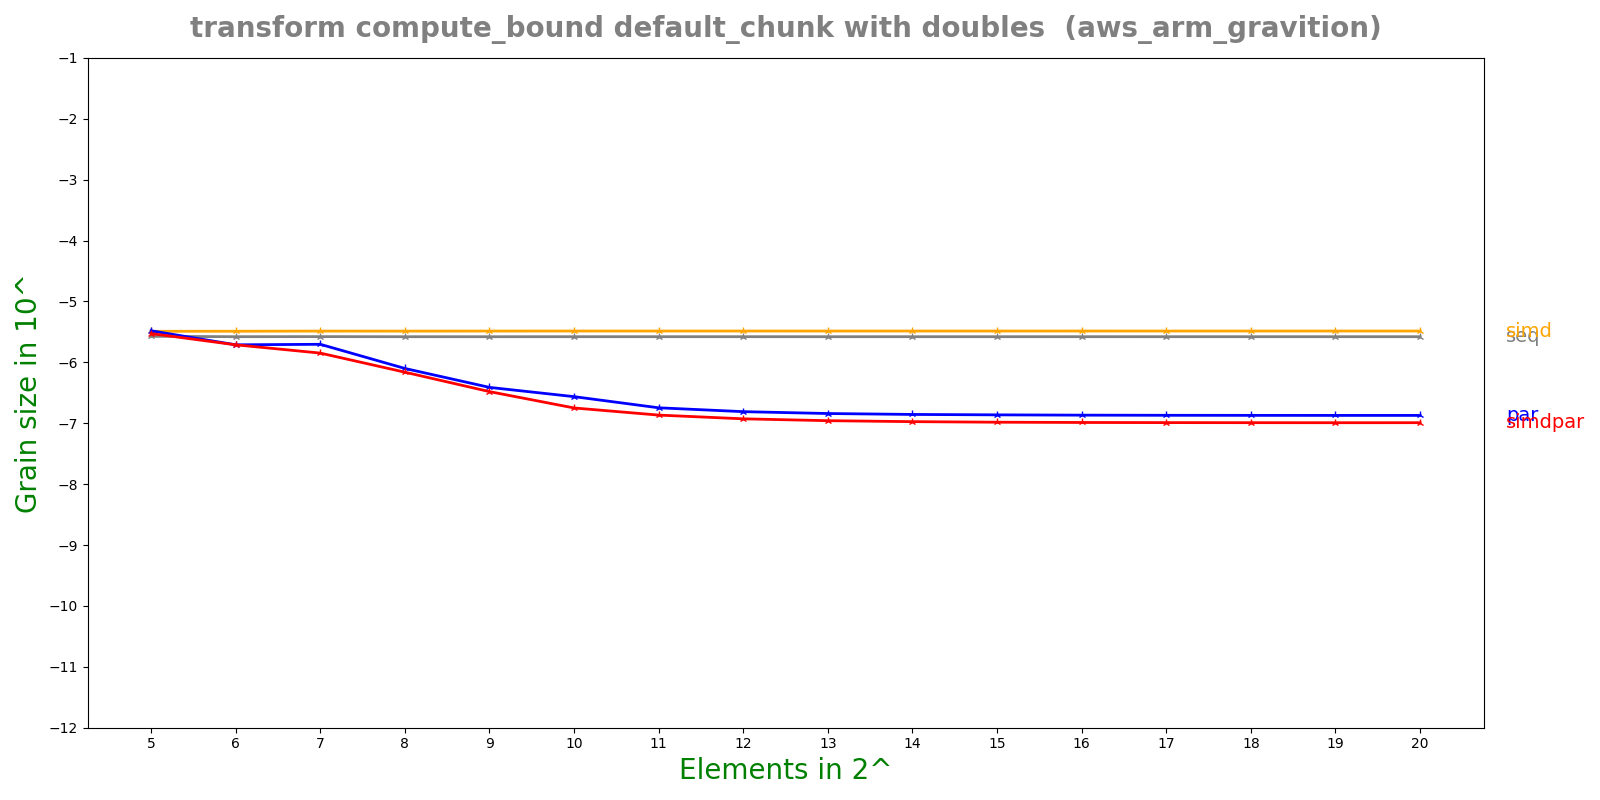 transform compute_bound default_chunk with doubles  (aws_arm_gravition)
Grain size in 10^
−1
−2
−3
−4
−5
−6
−7
−8
−9
−10
−11
−12
simd
seq
par
simdpar
5 6 7 8 9 10 11 12 13 14 15 16 17 18 19 20
Elements in 2^